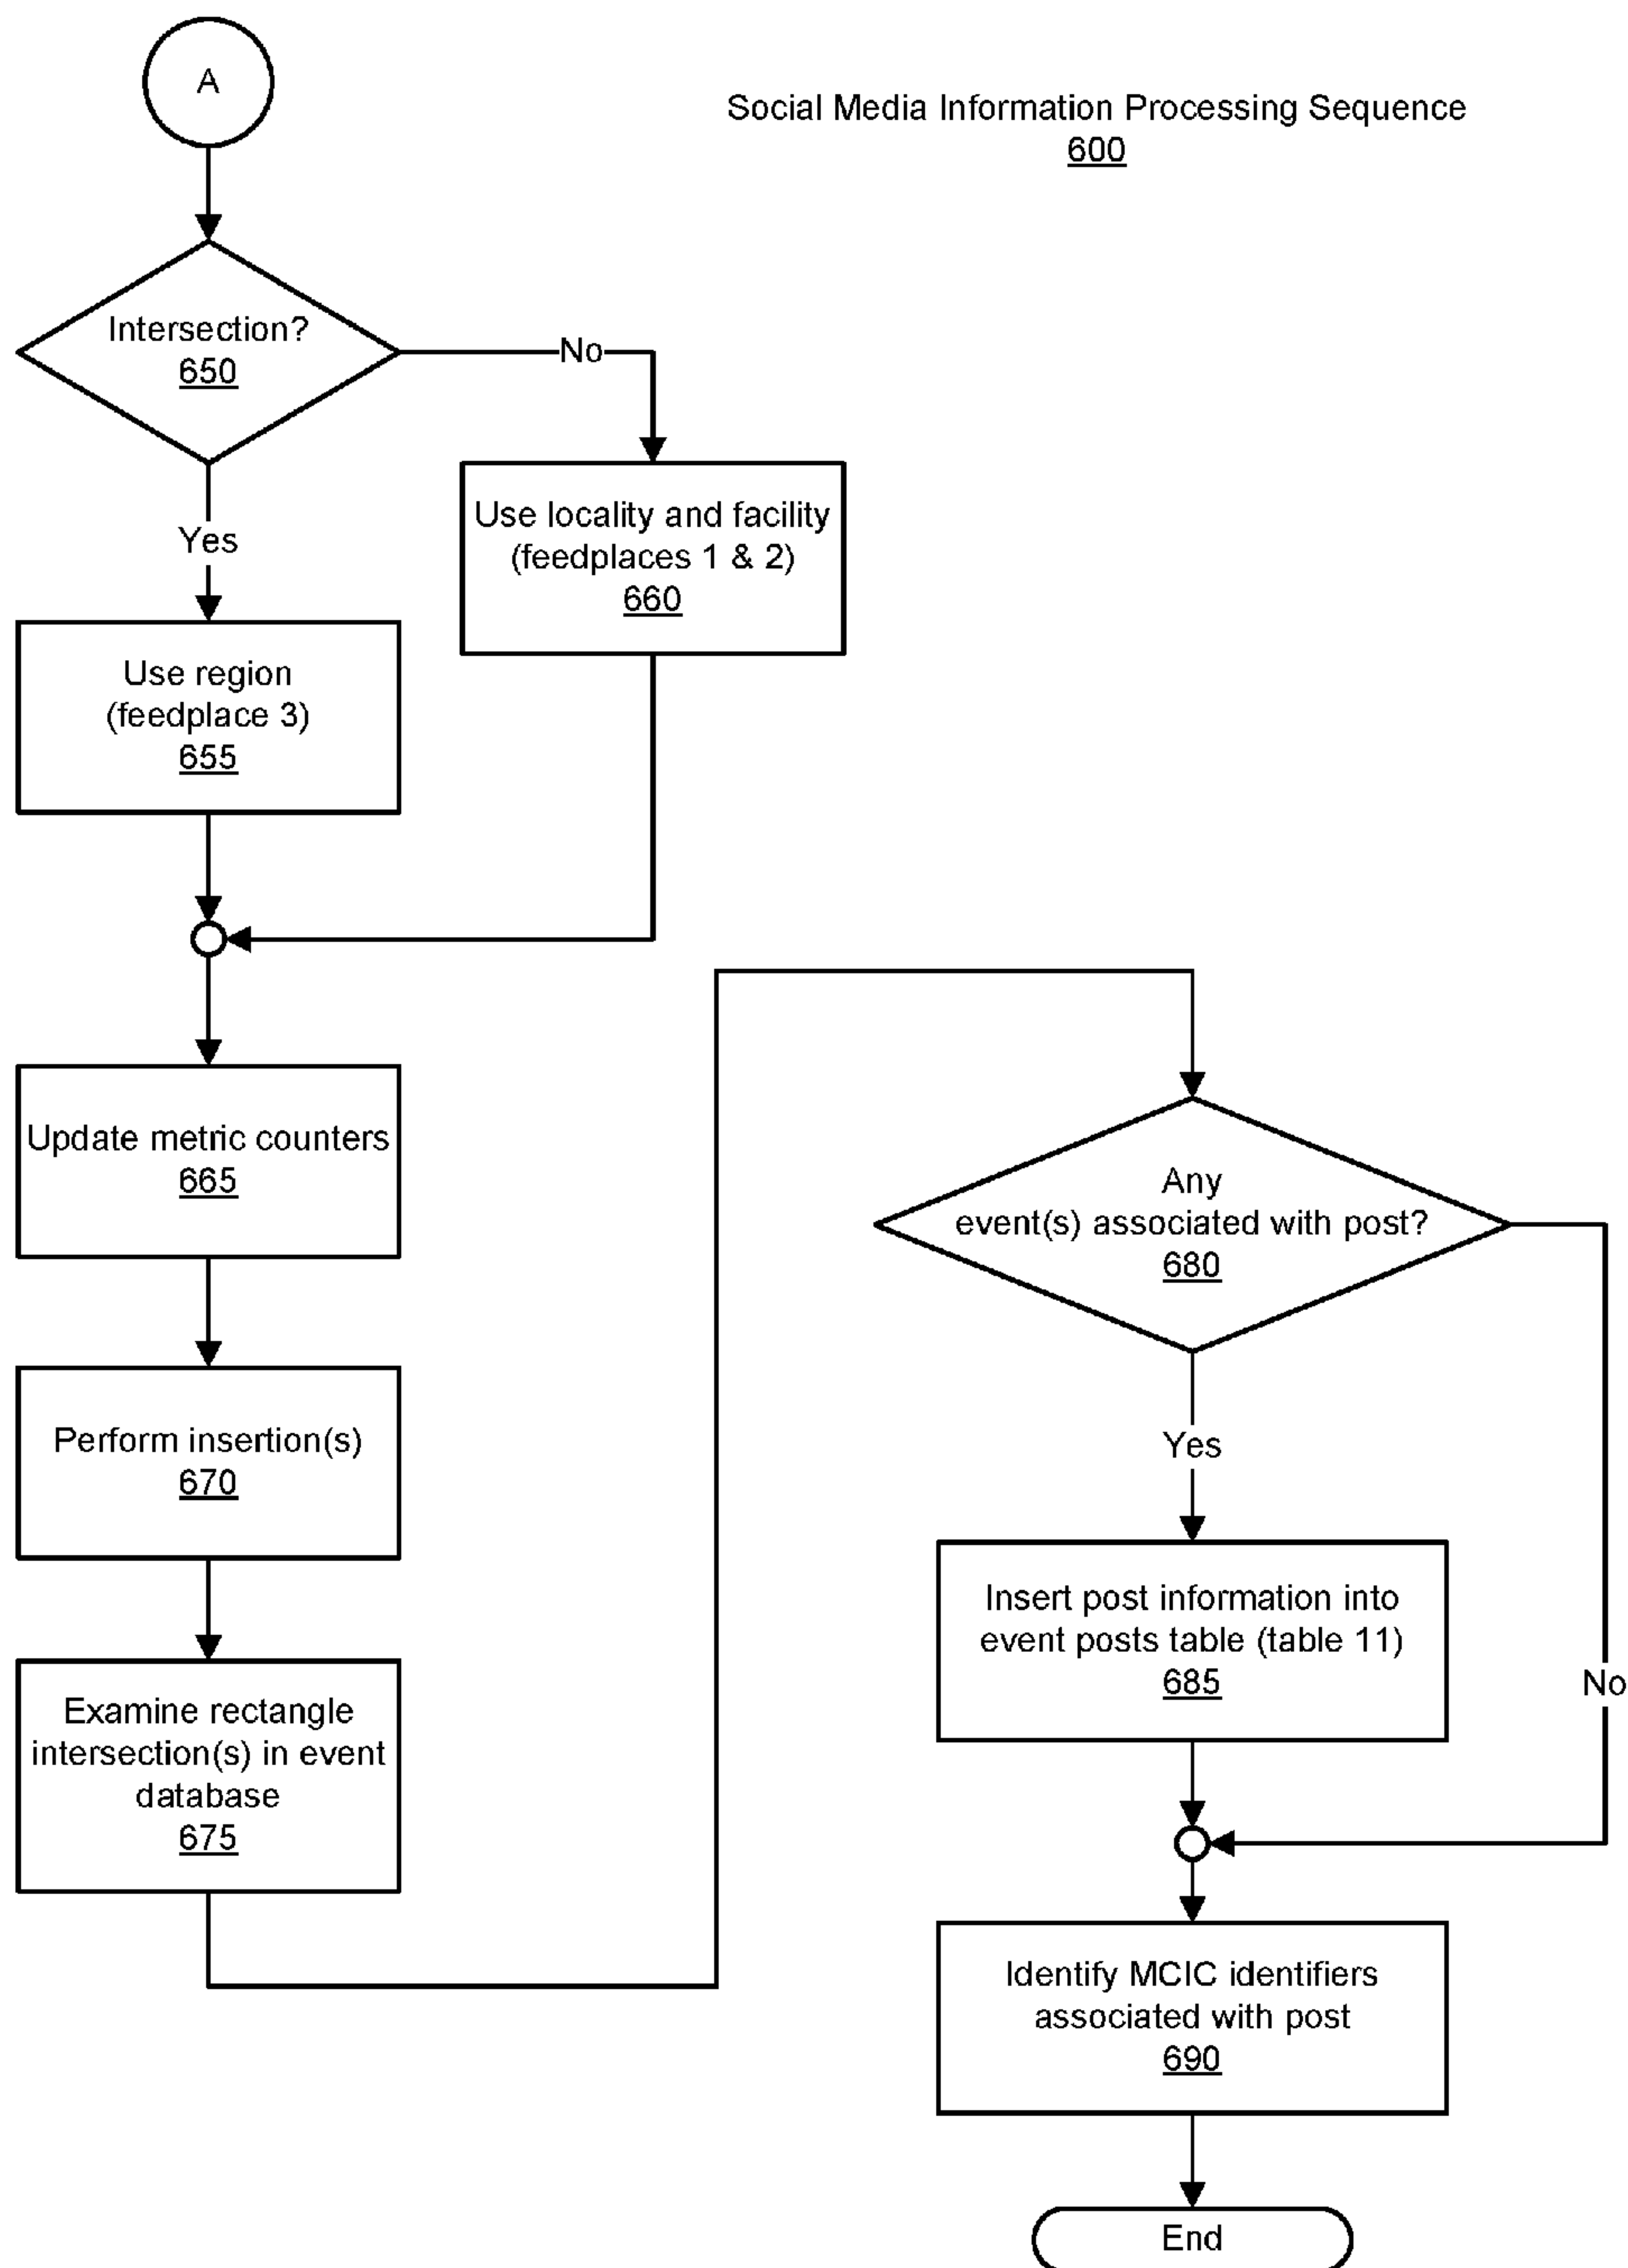 A
Social Media Information Processing Sequence
600
Intersection?
650
No
Yes
Use locality and facility
(feedplaces 1 & 2)
660
Use region
(feedplace 3)
655
Update metric counters
665
Perform insertion(s)
670
Examine rectangle
intersection(s) in event
database
675
Any
event(s) associated with post?
680
Yes
No
Insert post information into
event posts table (table 11)
685
Identify MCIC identifiers
associated with post
690
End